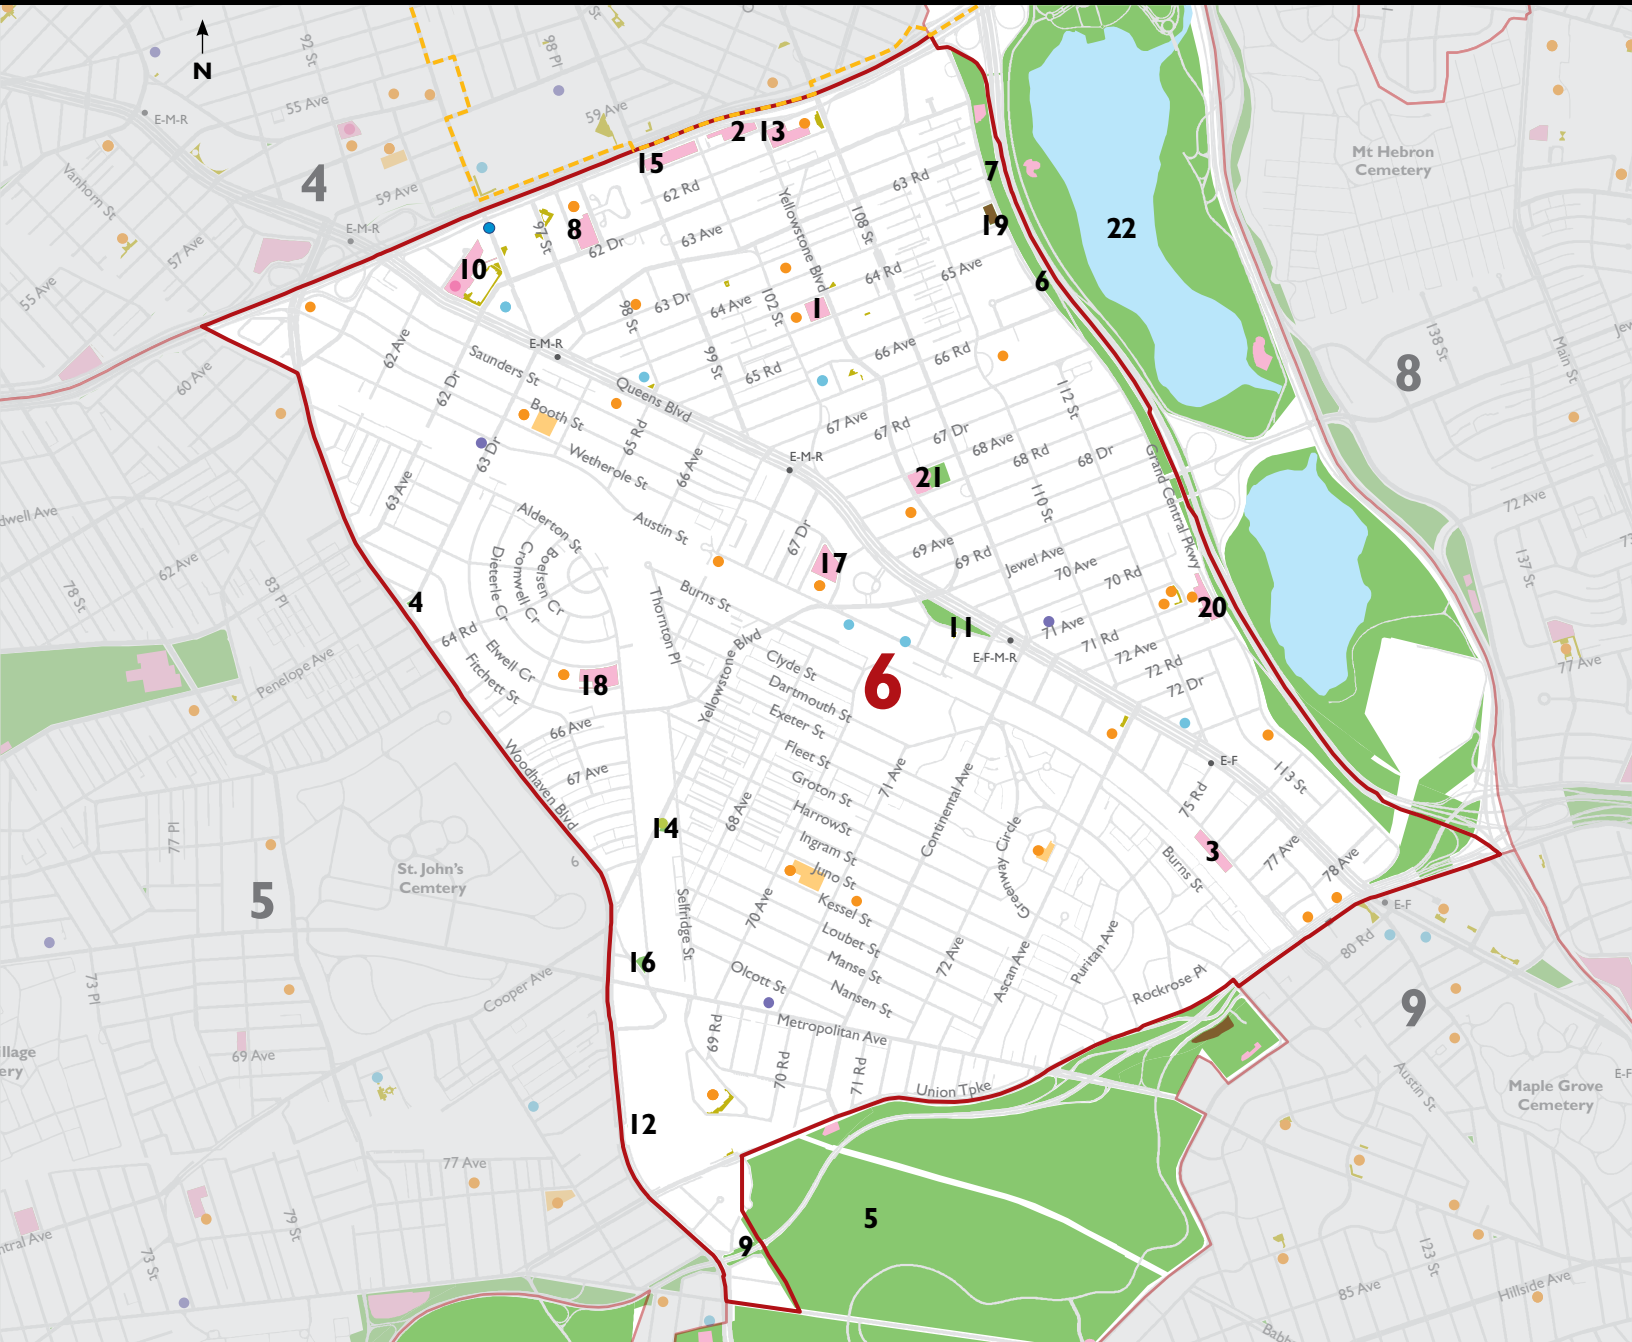 N
92 St
98 Pl
St
55 Ave
59 Ave
E-M-R
4
Vanhorn St
59 Ave
57 Ave
55 Ave
E-M-R
60 Ave
2
13
15
62 Rd
63 Rd
7
19
22
6
Mt Hebron
Cemetery
8
97 St
62 Dr
63 Ave
Yellowstone Blvd
108 St
64 Rd
65 Ave
10
98 St
63 Dr
64 Ave
102 St
1
E-M-R
62 Ave
Saunders St
62 Dr
99 St
65 Rd
66 Ave
66 Rd
138 St
Main St
8
Queens Blvd
Booth St
65 Rd
63 Dr
Wetherole St
66 Ave
E-M-R
67 Ave
67 Rd
67 Dr
68 Ave
68 Rd
68 Dr
112 St
110 St
Grand Central Pkwy
21
63 Ave
Alderton St
Austin St
67 Dr
17
69 Ave
69 Rd
Jewel Ave
70 Ave
70 Rd
20
72 Ave
137 St
77 Ave
dwell Ave
62 Ave
78 St
83 Pl
4
Boelsen Cr
Cromwell Cr
Dieterle Cr
64 Rd
Elwell Cr
Fitchett St
18
Thornton Pl
Burns St
Yellowstone Blvd
11
E-F-M-R
71 Ave
71 Rd
72 Ave
72 Rd
72 Dr
Penelope Ave
66 Ave
67 Ave
Woodhaven Blvd
6
Clyde St
Dartmouth St
Exeter St
Fleet St
Groton St
HarrowSt
Ingram St
Juno St
Kessel St
Loubet St
Manse St
Nansen St
6
68 Ave
71 Ave
Continental Ave
Greenway Circle
E-F
75 Rd
113 St
3
Burns St
77 Ave
78 Ave
E-F
80 Rd
77 Pl
St. John's
Cemtery
5
14
Selfridge St
70 Ave
72 Ave
Ascan Ave
Puritan Ave
Rockrose Pl
16
Olcott St
Metropolitan Ave
73 Pl
Cooper Ave
69 Rd
70 Rd
71 Rd
Union Tpke
9
Austin St
Maple Grove
Cemetery
E-F
illage
ery
69 Ave
12
77 Ave
79 St
73 St
ntral Ave
9
5
123 St
85 Ave
Hillside Ave